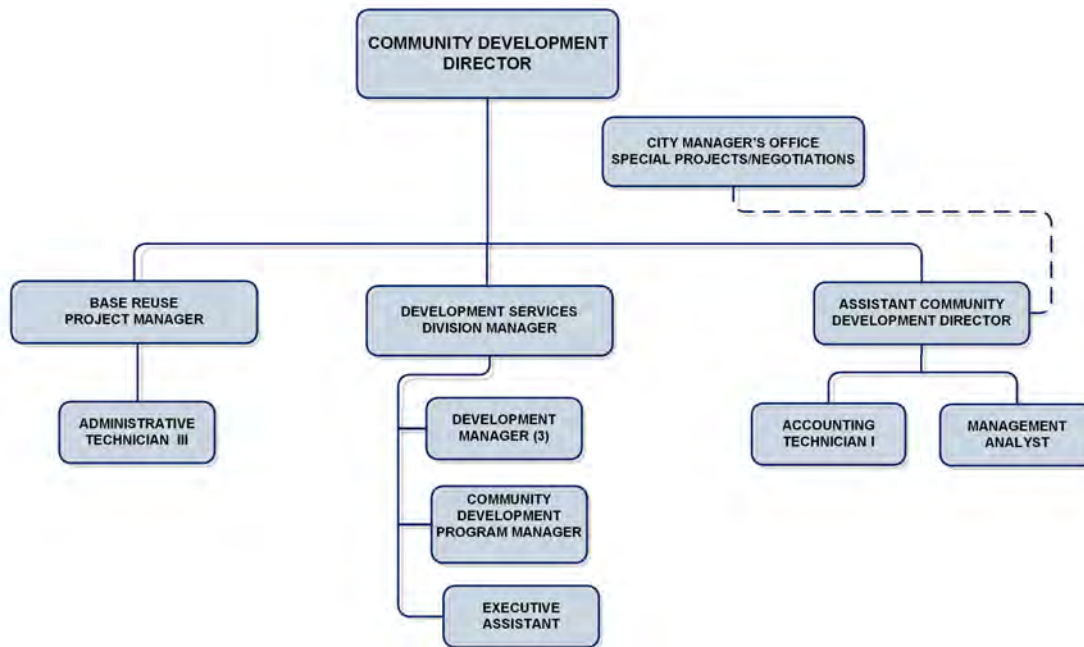 COMMUNITY DEVELOPMENT
DIRECTOR
CITY MANAGER'S OFFICE
SPECIAL PROJECTS/NEGOTIATIONS
BASE REUSE
PROJECT MANAGER
DEVELOPMENT SERVICES
DIVISION MANAGER
ASSISTANT COMMUNITY
DEVELOPMENT DIRECTOR
ADMINISTRATIVE
TECHNICIAN III
DEVELOPMENT
MANAGER (3)
COMMUNITY
DEVELOPMENT
PROGRAM MANAGER
EXECUTIVE
ASSISTANT
ACCOUNTING
TECHNICIAN I
MANAGEMENT
ANALYST